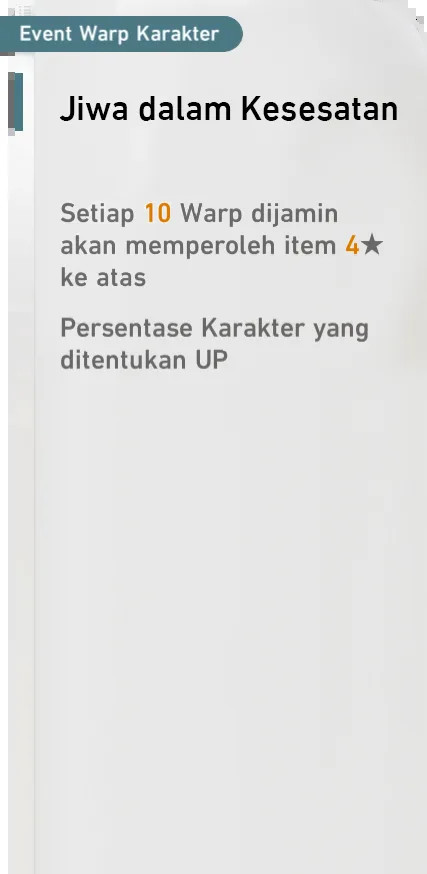 Event Warp Karakter
Jiwa dalam Kesesatan
Setiap 10 Warp dijamin
akan memperoleh item 4★
ke atas
Persentase Karakter yang
ditentukan UP